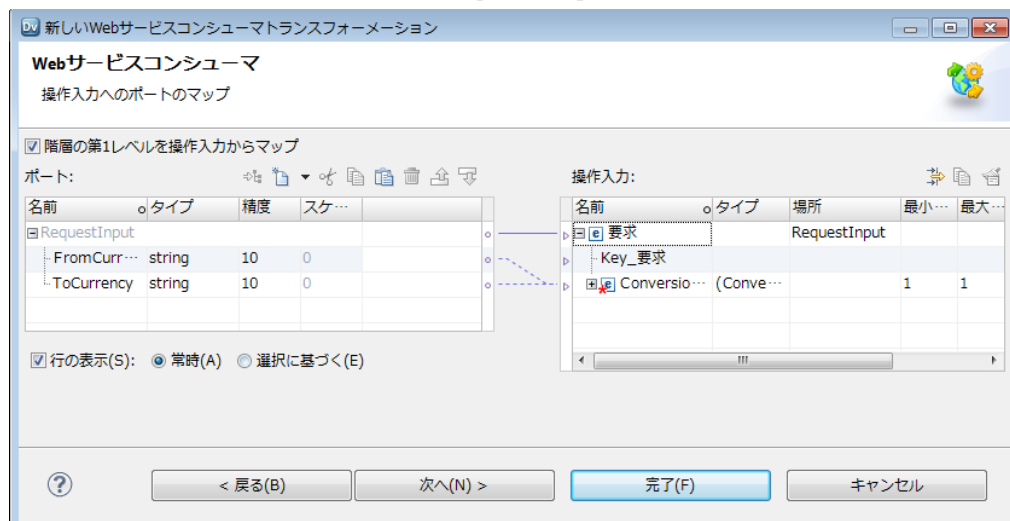 Dv 新しいWebサービスコンシューマトランスフォーメーション
Webサービスコンシューマ
操作入力へのポートのマップ
階層の第1レベルを操作入力からマップ
ポート: 操作入力:
名前 タイプ 精度 スケ… 名前 タイプ 場所 最小… 最大…
RequestInput e 要求 RequestInput
FromCurr… string 10 0 Key_要求
ToCurrency string 10 0 e Conversio… (Conve… 1 1
行の表示(S): 常時(A) 選択に基づく(E)
? < 戻る(B) 次へ(N) > 完了(F) キャンセル